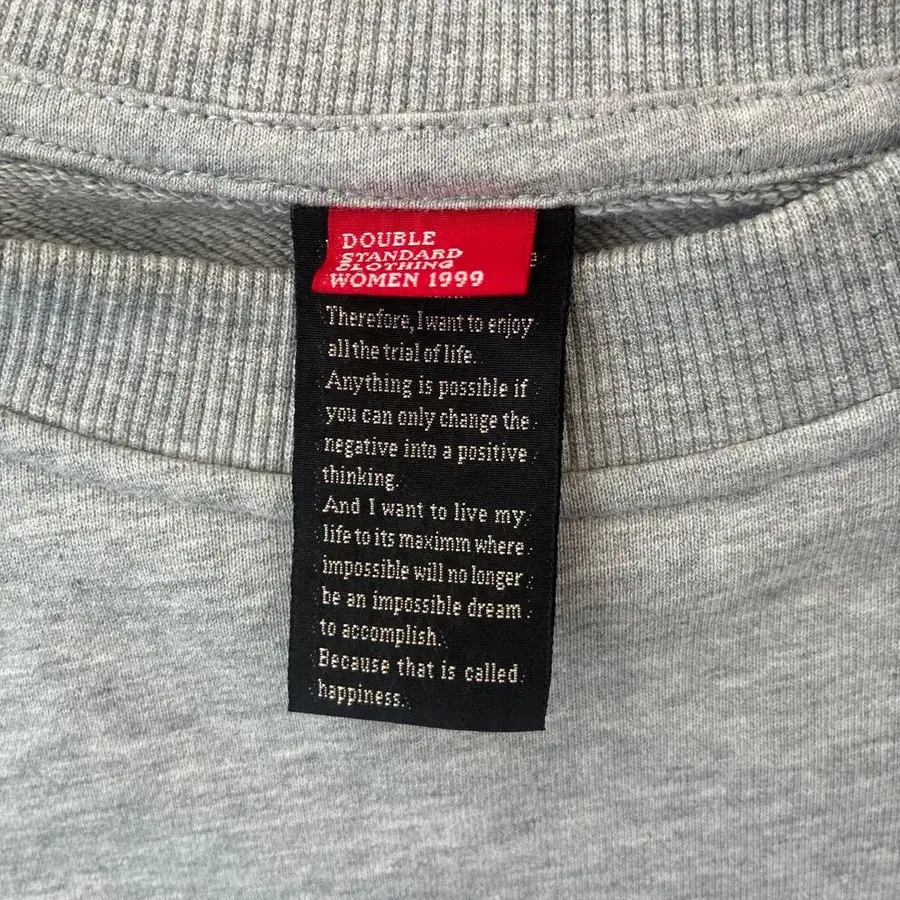 DOUBLE
STANDARD
CLOTHING
WOMEN 1999
Therefore, I want to enjoy
all the trial of life.
Anything is possible if
you can only change the
negative into a positive
thinking.
And I want to live my
life to its maximm where
impossible will no longer
be an impossible dream
to accomplish.
Because that is called
happiness.